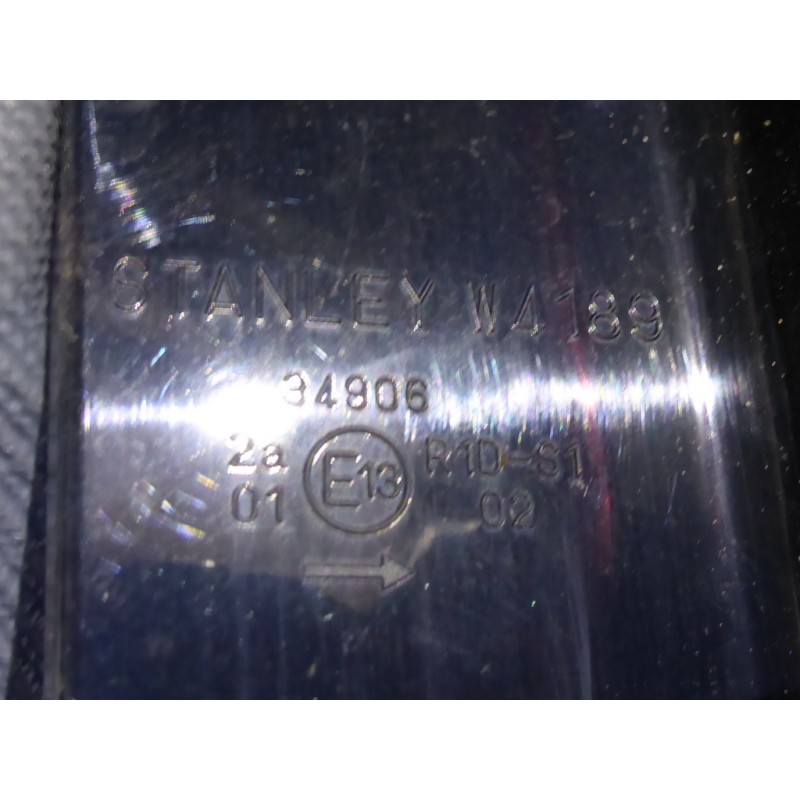 STANLEY W4189
34906
2a E13 R1D-S1
01 02